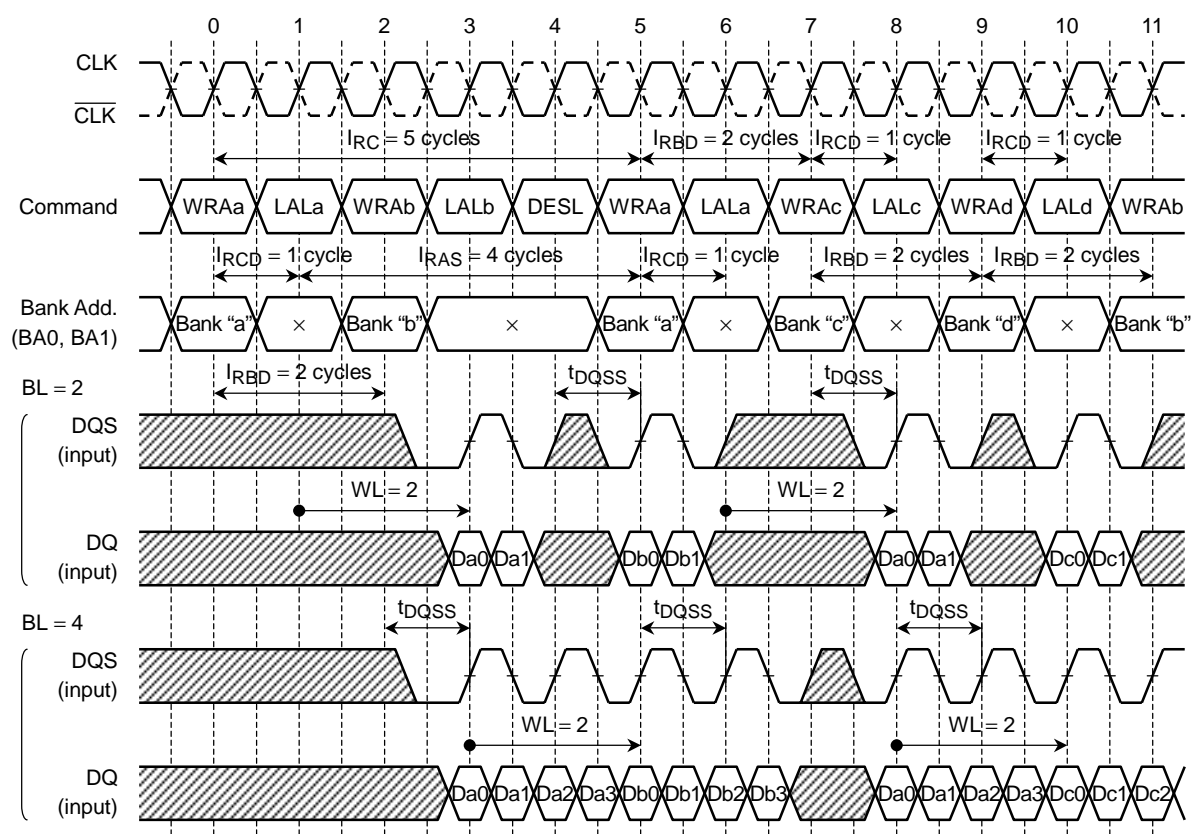 0 1 2 3 4 5 6 7 8 9 10 11
CLK
CLK
IRC = 5 cycles IRBD = 2 cycles IRCD = 1 cycle IRCD = 1 cycle
Command WRAa LALa WRAb LALb DESL WRAa LALa WRAc LALc WRAd LALd WRAb
IRCD = 1 cycle IRAS = 4 cycles IRCD = 1 cycle IRBD = 2 cycles IRBD = 2 cycles
Bank Add.
(BA0, BA1)
Bank “a” × Bank “b” × Bank “a” × Bank “c” × Bank “d” × Bank “b”
BL = 2
IRBD = 2 cycles tDQSS tDQSS
DQS
(input)
WL = 2 WL = 2
DQ
(input)
Da0 Da1 Db0 Db1 Da0 Da1 Dc0 Dc1
BL = 4
tDQSS tDQSS tDQSS
DQS
(input)
WL = 2 WL = 2
DQ
(input)
Da0 Da1 Da2 Da3 Db0 Db1 Db2 Db3 Da0 Da1 Da2 Da3 Dc0 Dc1 Dc2